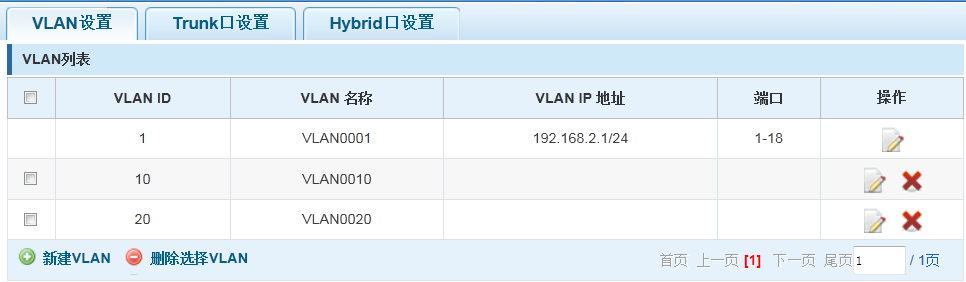 VLAN设置 Trunk口设置 Hybrid口设置
VLAN列表
VLAN ID VLAN 名称 VLAN IP 地址 端口 操作
1 VLAN0001 192.168.2.1/24 1-18
10 VLAN0010
20 VLAN0020
新建VLAN 删除选择VLAN 首页 上一页 [1] 下一页 尾页 1 / 1页